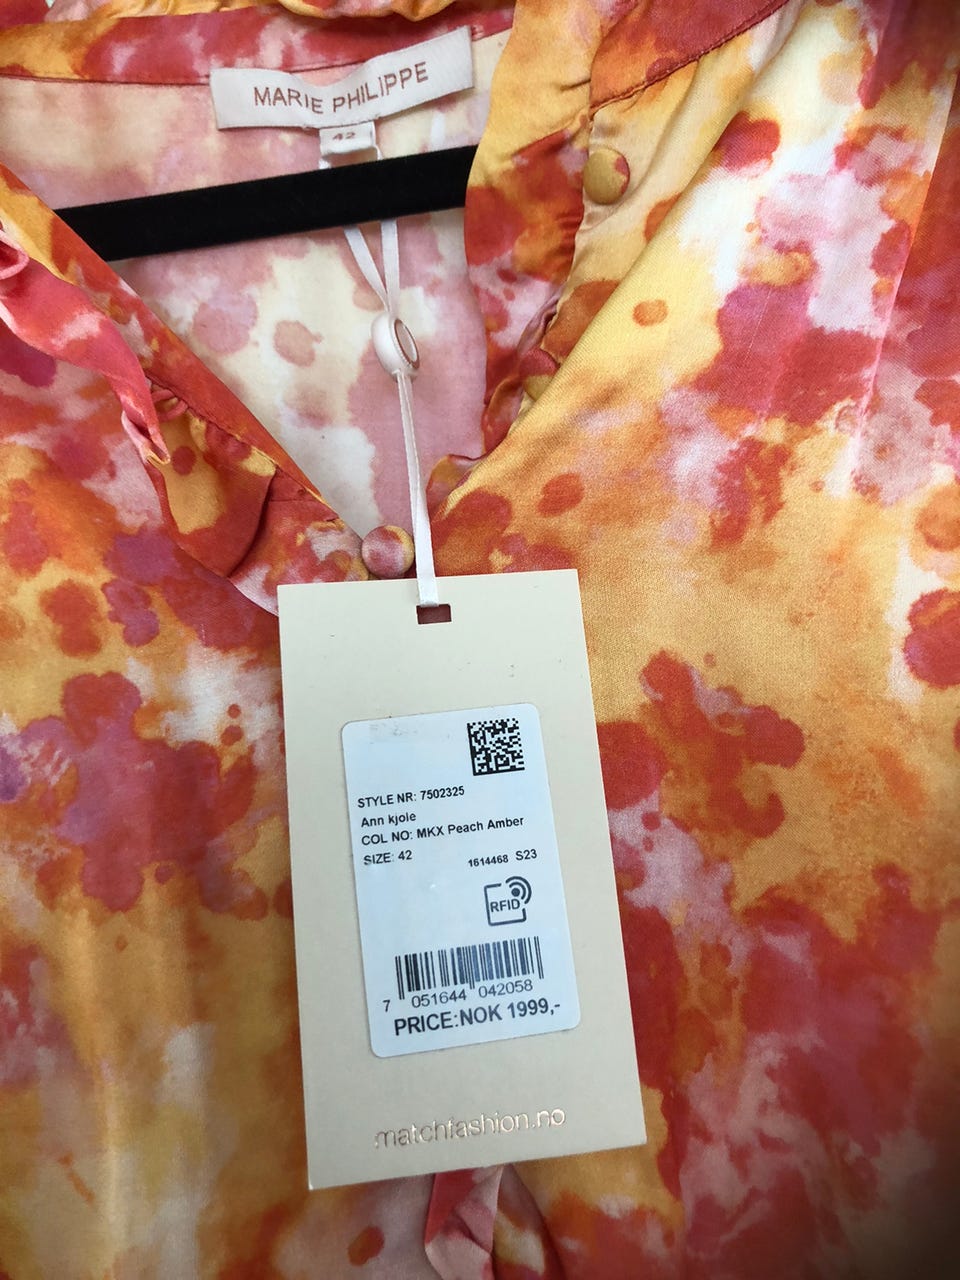 MARIE PHILIPPE
42
STYLE NR: 7502325
Ann kjole
COL NO: MKX Peach Amber
SIZE: 42
1614468 S23
RFID
7 051644 042058
PRICE:NOK 1999,-
matchfashion.no